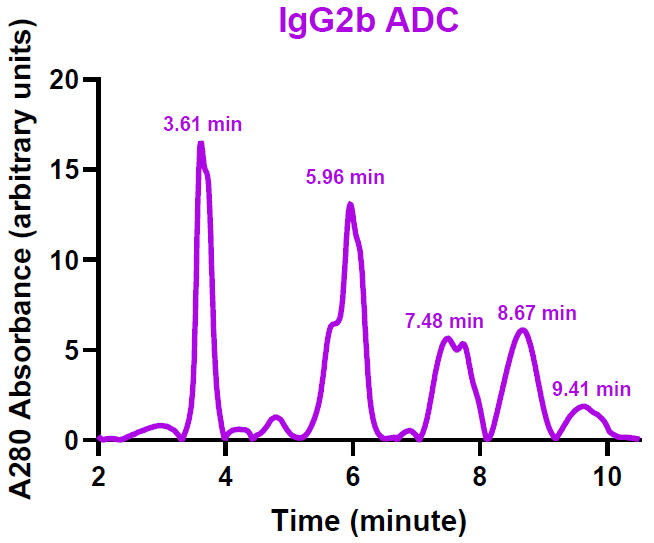 IgG2b ADC
A280 Absorbance (arbitrary units)
20
15
10
5
0
3.61 min
5.96 min
7.48 min
8.67 min
9.41 min
2 4 6 8 10
Time (minute)